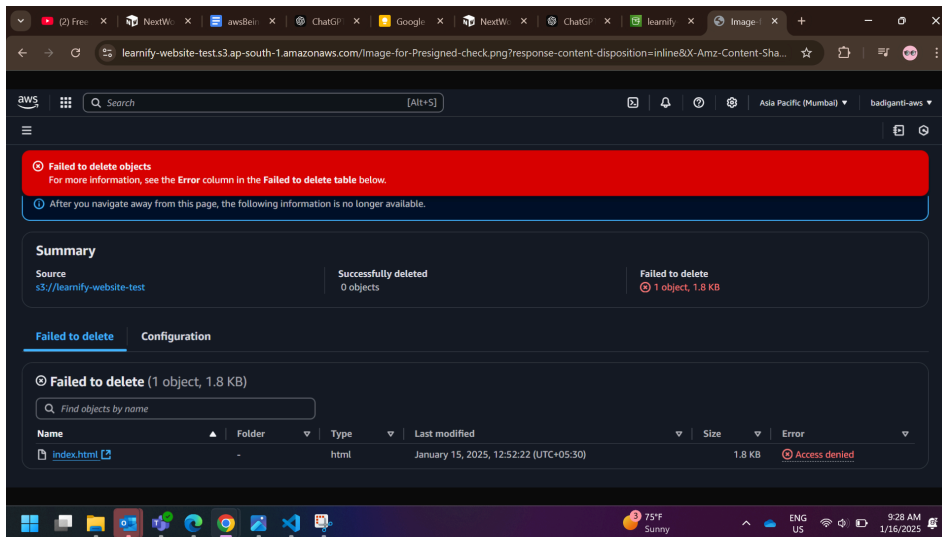 (2) Free
NextWo
awsBein
ChatGP
Google
NextWo
ChatGP
learnify
Image-f
learnify-website-test.s3.ap-south-1.amazonaws.com/Image-for-Presigned-check.png?response-content-disposition=inline&X-Amz-Content-Sha...
aws
Search
[Alt+S]
Asia Pacific (Mumbai)
badiganti-aws
Failed to delete objects
For more information, see the Error column in the Failed to delete table below.
After you navigate away from this page, the following information is no longer available.
Summary
Source
s3://learnify-website-test
Successfully deleted
0 objects
Failed to delete
1 object, 1.8 KB
Failed to delete
Configuration
Failed to delete (1 object, 1.8 KB)
Find objects by name
Name Folder Type Last modified Size Error
index.html - html January 15, 2025, 12:52:22 (UTC+05:30) 1.8 KB Access denied
3
75°F
Sunny
ENG
US
9:28 AM
1/16/2025